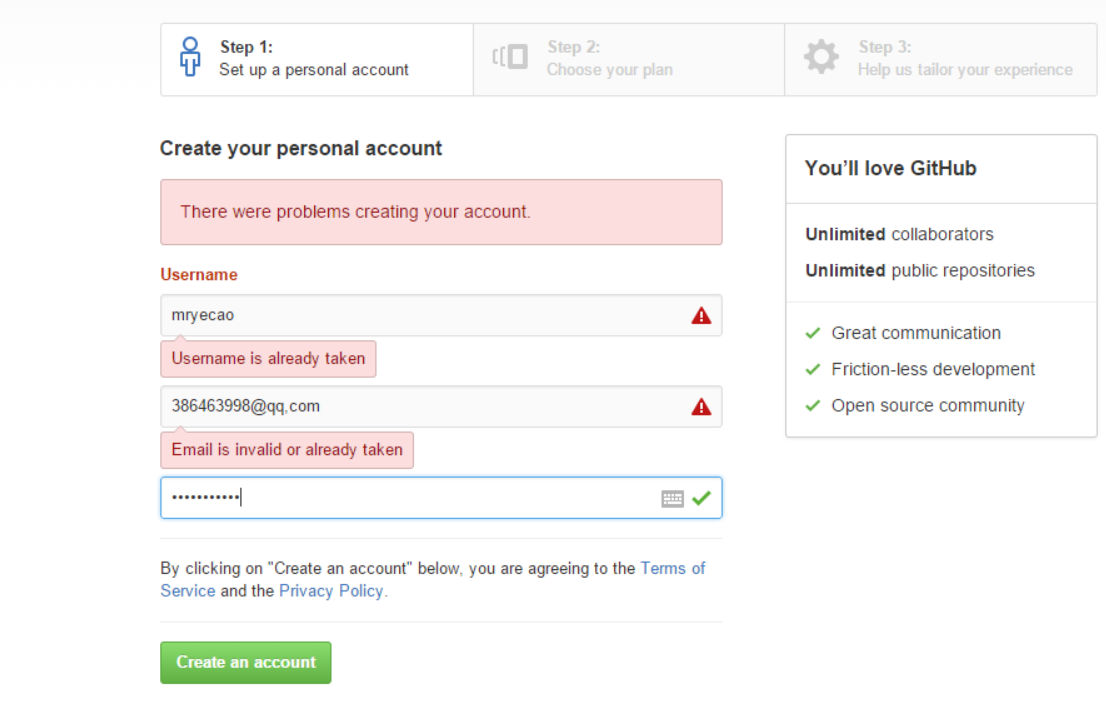 Step 1:
Set up a personal account
Step 2:
Choose your plan
Step 3:
Help us tailor your experience
Create your personal account
There were problems creating your account.
Username
mryecao
Username is already taken
386463998@qq.com
Email is invalid or already taken
•••••••••••
By clicking on "Create an account" below, you are agreeing to the Terms of
Service and the Privacy Policy.
Create an account
You’ll love GitHub
Unlimited collaborators
Unlimited public repositories
Great communication
Friction-less development
Open source community